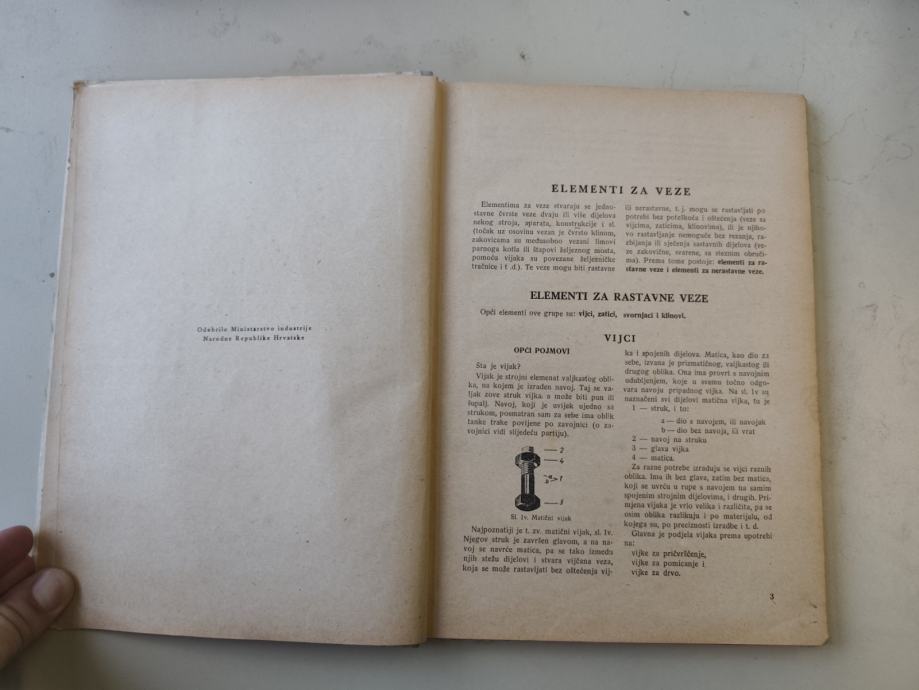 Odobrilo Ministarstvo industrije
Narodne Republike Hrvatske
ELEMENTI ZA VEZE
Elementima za veze stvaraju se jedno-
stavne čvrste veze dvaju ili više dijelova
nekog stroja, aparata, konstrukcije i sl.
(točak uz osovinu vezan je čvrsto klinom,
zakovicama su međusobno vezani limovi
parnoga kotla ili štapovi željeznog mosta,
pomoću vijaka su povezane željezničke
tračnice i t .d.). Te veze mogu biti rastavne
ili nerastavne, t. j. mogu se rastavljati po
potrebi bez poteškoća i oštećenja (veze sa
vijcima, zaticima, klinovima), ili je njiho-
vo rastavljanje nemoguće bez rezanja, ra-
zbijanja ili sječenja sastavnih dijelova (ve-
ze zakovične, svarene, sa steznim obruči-
ma). Prema tome postoje: elementi za ra-
stavne veze i elementi za nerastavne veze.
ELEMENTI ZA RASTAVNE VEZE
Opći elementi ove grupe su: vijci, zatici, svornjaci i klinovi.
VIJCI
OPĆI POJMOVI
Šta je vijak?
Vijak je strojni elemenat valjkastog obli-
ka, na kojem je izrađen navoj. Taj se va-
ljak zove struk vijka, a može biti pun ili
šupalj. Navoj, koji je uvijek ujedno sa
strukom, posmatran sam za sebe ima oblik
tanke trake povijene po zavojnici (o za-
vojnici vidi slijedeću partiju).
2
4
a
b
1
3
Sl. 1v. Matični vijak
Najpoznatiji je t. zv. matični vijak, sl. 1v.
Njegov struk je završen glavom, a na na-
voj se navrće matica, pa se tako između
njih stežu dijelovi i stvara vijčana veza,
koja se može rastavljati bez oštećenja vij-
ka i spojenih dijelova. Matica, kao dio za
sebe, izvana je prizmatičnog, valjkastog ili
drugog oblika. Ona ima provrt s navojnim
udubljenjem, koje u svemu točno odgo-
vara navoju pripadnog vijka. Na sl. 1v su
naznačeni svi dijelovi matična vijka, tu je
1 — struk, i to:
a — dio s navojem, ili navojak
b — dio bez navoja, ili vrat
2 — navoj na struku
3 — glava vijka
4 — matica.
Za razne potrebe izrađuju se vijci raznih
oblika. Ima ih bez glava, zatim bez matica,
koji se uvrću u rupe s navojem na samim
spojenim strojnim dijelovima, i drugih. Pri-
mjena vijaka je vrlo velika i različita, pa se
osim oblika razlikuju i po materijalu, od
kojega su, po preciznosti izradbe i t. d.
Glavna je podjela vijaka prema upotrebi
na:
vijke za pričvršćenje,
vijke za pomicanje i
vijke za drvo.
3